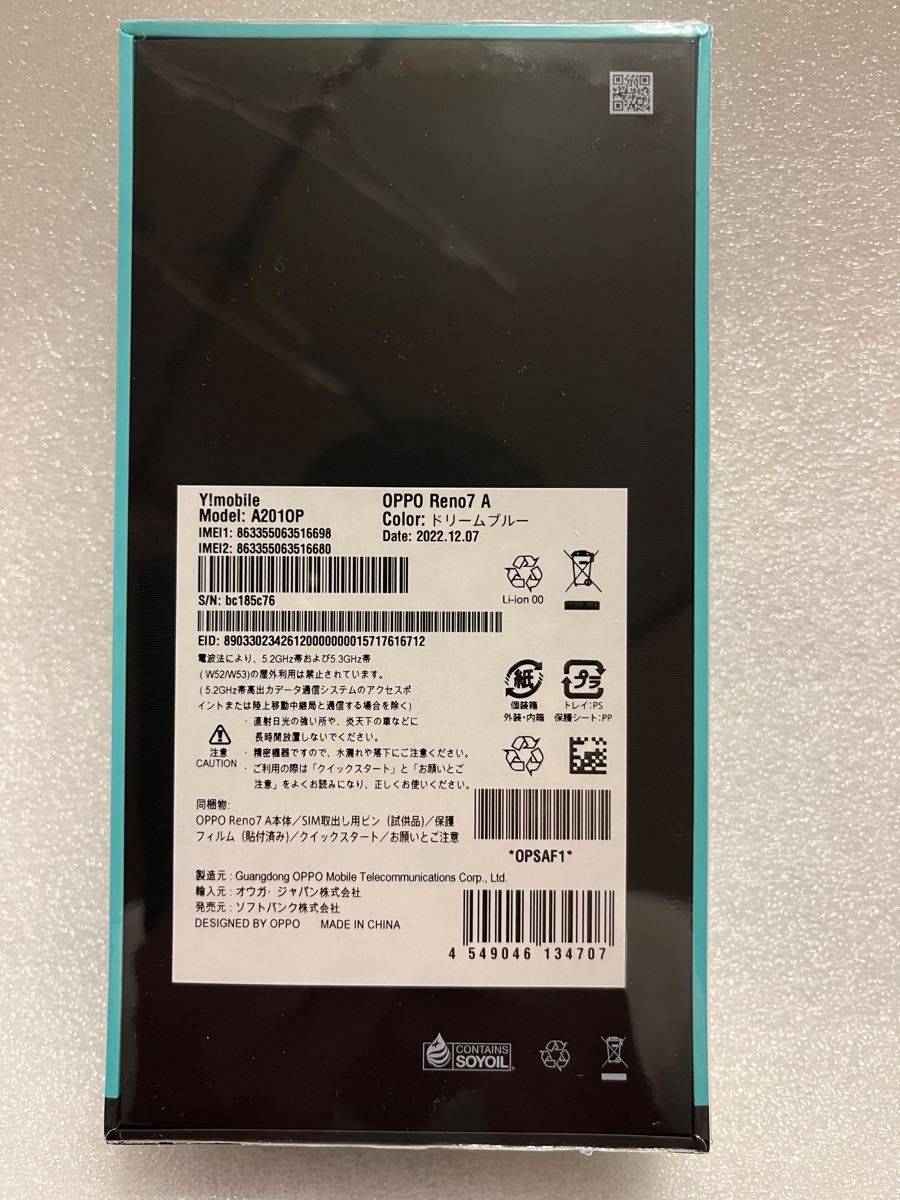 Y!mobile
Model: A201OP
IMEI1: 863355063516698
IMEI2: 863355063516680
OPPO Reno7 A
Color: ドリームブルー
Date: 2022.12.07
Li-ion 00
S/N: bc185c76
EID: 89033023426120000000015717616712
電波法により、5.2GHz帯および5.3GHz帯
(W52/W53)の屋外利用は禁止されています。
(5.2GHz帯高出力データ通信システムのアクセスポ
イントまたは陸上移動中継局と通信する場合を除く)
紙
個装箱
外装・内箱
プラ
トレイ:PS
保護シート:PP
注意
CAUTION
・直射日光の強い所や、炎天下の車などに
長時間放置しないでください。
・精密機器ですので、水濡れや落下にご注意ください。
・ご利用の際は「クイックスタート」と「お願いとご
注意」をよくお読みになり、正しくお使いください。
同梱物:
OPPO Reno7 A本体/SIM取出し用ピン(試供品)/保護
フィルム(貼付済み)/クイックスタート/お願いとご注意
*OPSAF1*
製造元:Guangdong OPPO Mobile Telecommunications Corp., Ltd.
輸入元:オウガ・ジャパン株式会社
発売元:ソフトバンク株式会社
DESIGNED BY OPPO MADE IN CHINA
4 549046 134707
CONTAINS
SOYOIL